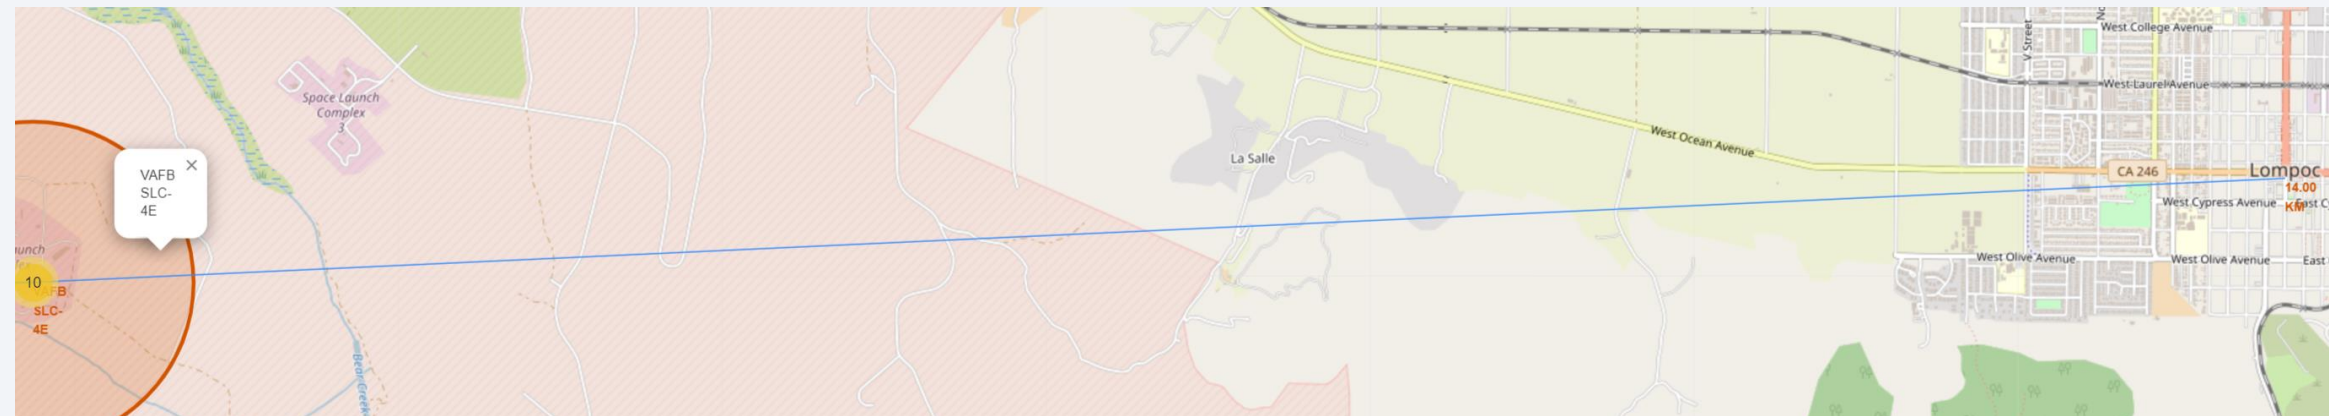 West College Avenue
V Street
West Laurel Avenue
Space Launch
Complex
3
West Ocean Avenue
La Salle
VAFB
SLC-
4E
×
CA 246
Lompoc
14.00
KM
West Cypress Avenue
West Olive Avenue
West Olive Avenue
East
10
SLC-
4E
Bear Creek